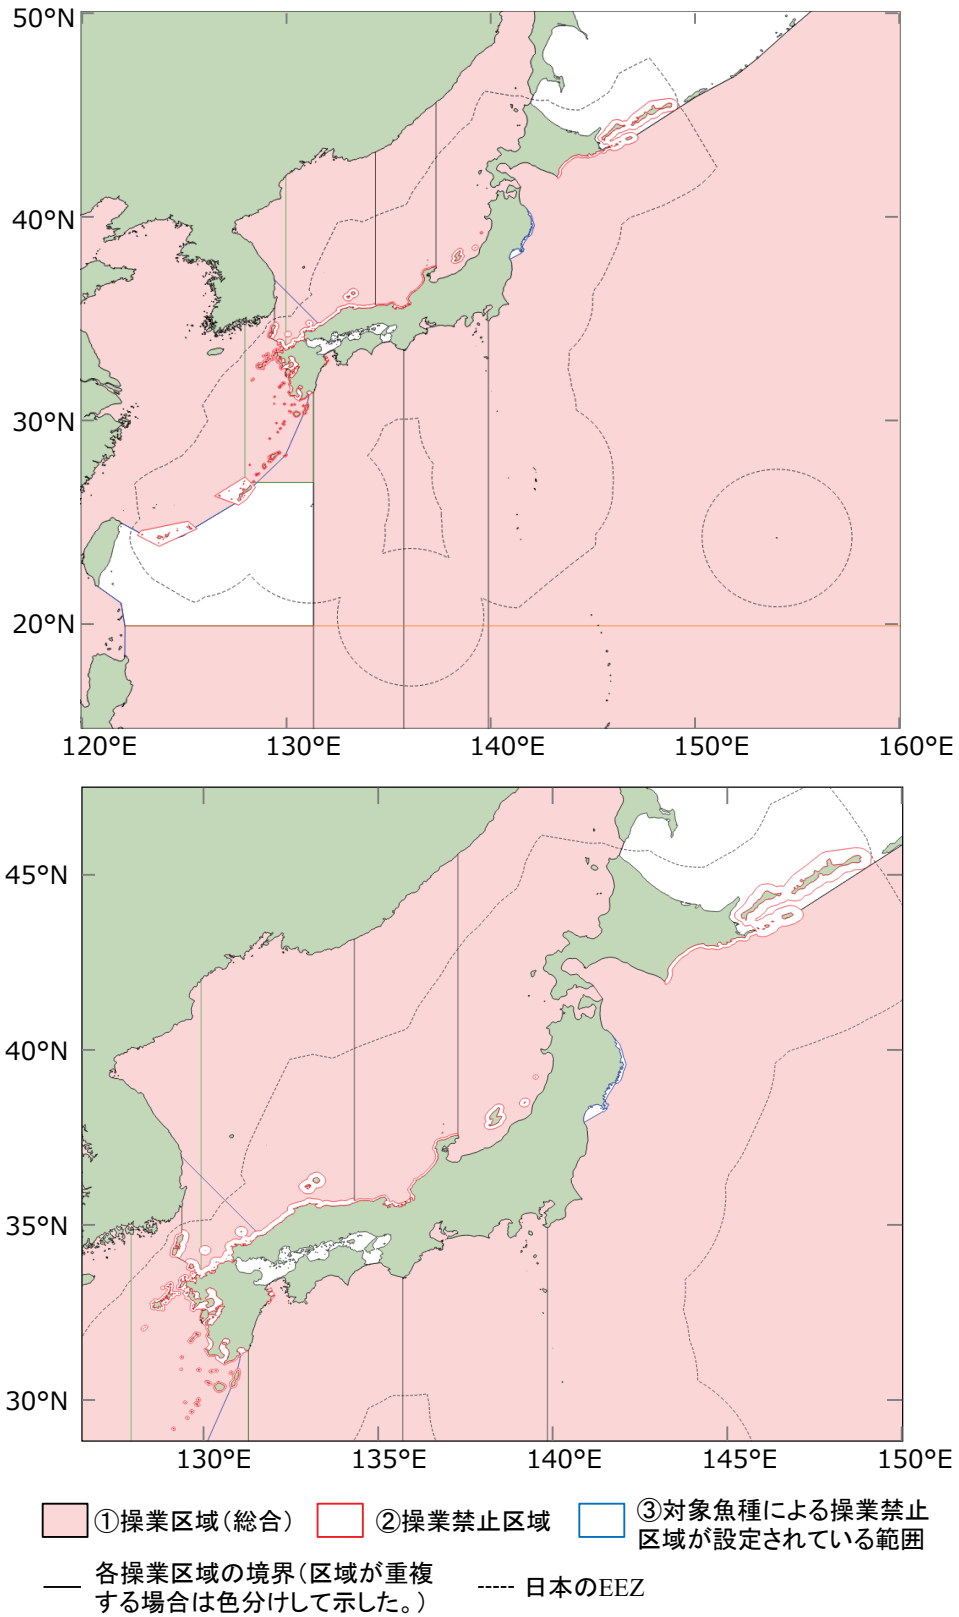 50°N
40°N
30°N
20°N
120°E 130°E 140°E 150°E 160°E
45°N
40°N
35°N
30°N
130°E 135°E 140°E 145°E 150°E
①操業区域(総合) ②操業禁止区域 ③対象魚種による操業禁止
区域が設定されている範囲
各操業区域の境界(区域が重複
する場合は色分けして示した。)
日本のEEZ